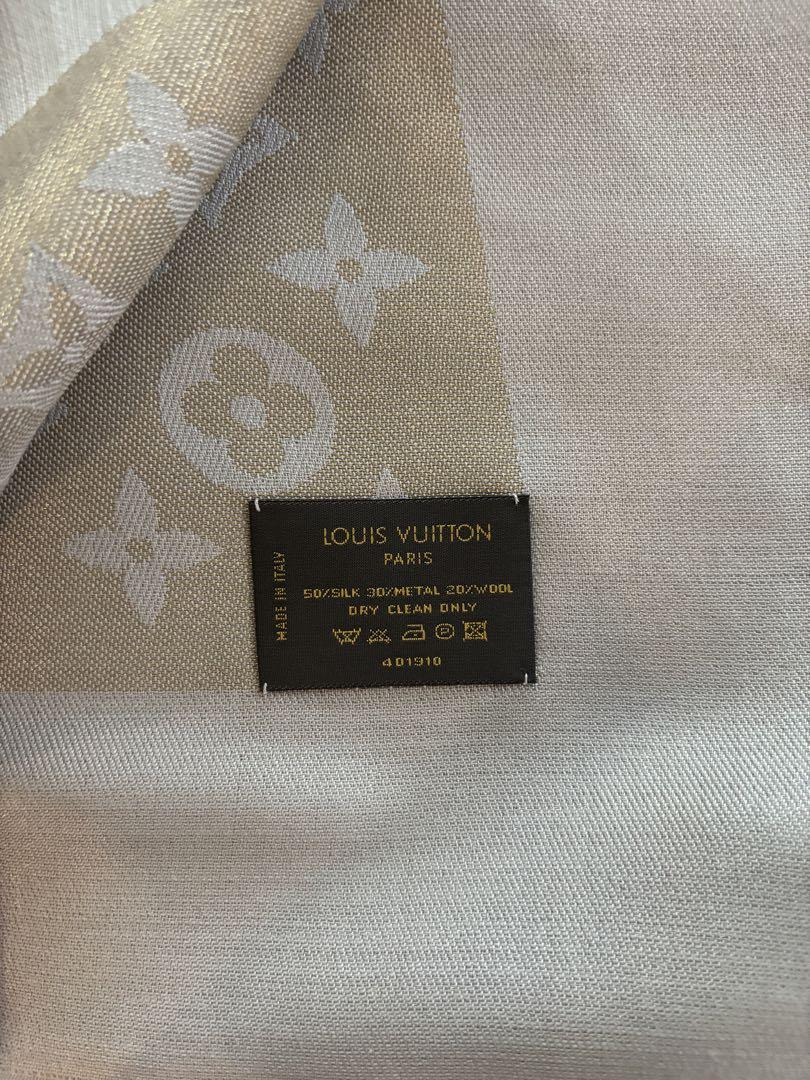 LOUIS VUITTON
PARIS
MADE IN ITALY
50%SILK 30%METAL 20%WOOL
DRY CLEAN ONLY
P
401910